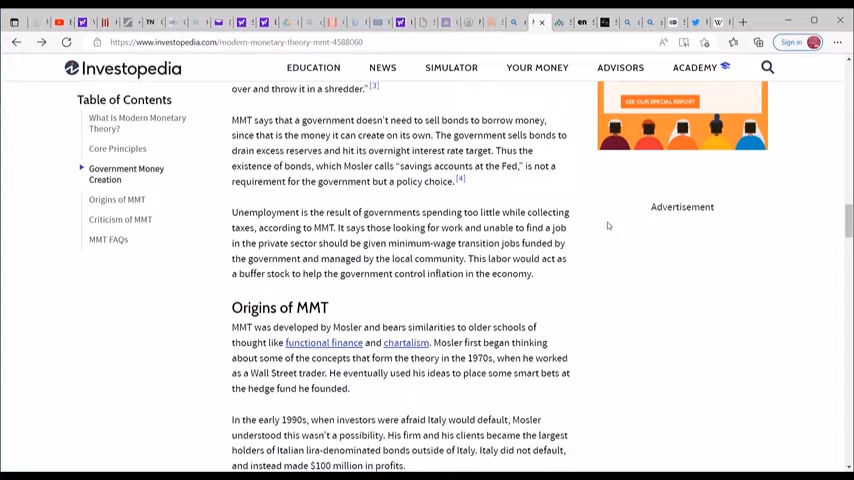 TN
en
W
https://www.investopedia.com/modern-monetary-theory-mmt-4588060
Sign in
Investopedia
EDUCATION
NEWS
SIMULATOR
YOUR MONEY
ADVISORS
ACADEMY
Table of Contents
What Is Modern Monetary
Theory?
Core Principles
Government Money
Creation
Origins of MMT
Criticism of MMT
MMT FAQs
over and throw it in a shredder.” [3]
MMT says that a government doesn’t need to sell bonds to borrow money,
since that is the money it can create on its own. The government sells bonds to
drain excess reserves and hit its overnight interest rate target. Thus the
existence of bonds, which Mosler calls “savings accounts at the Fed,” is not a
requirement for the government but a policy choice. [4]
Unemployment is the result of governments spending too little while collecting
taxes, according to MMT. It says those looking for work and unable to find a job
in the private sector should be given minimum-wage transition jobs funded by
the government and managed by the local community. This labor would act as
a buffer stock to help the government control inflation in the economy.
Origins of MMT
MMT was developed by Mosler and bears similarities to older schools of
thought like functional finance and chartalism. Mosler first began thinking
about some of the concepts that form the theory in the 1970s, when he worked
as a Wall Street trader. He eventually used his ideas to place some smart bets at
the hedge fund he founded.
In the early 1990s, when investors were afraid Italy would default, Mosler
understood this wasn’t a possibility. His firm and his clients became the largest
holders of Italian lira-denominated bonds outside of Italy. Italy did not default,
and instead made $100 million in profits.
SEE OUR SPECIAL REPORT
Advertisement